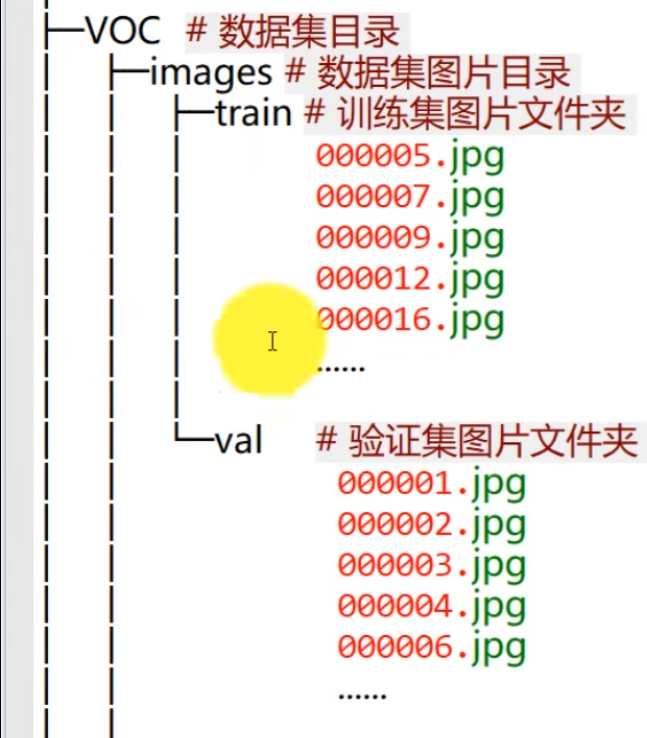 ├─VOC # 数据集目录
│ ├─images # 数据集图片目录
│ │ ├─train # 训练集图片文件夹
│ │ │ 000005.jpg
│ │ │ 000007.jpg
│ │ │ 000009.jpg
│ │ │ 000012.jpg
│ │ │ 000016.jpg
│ │ │ ......
│ │ │
│ │ └─val # 验证集图片文件夹
│ │ 000001.jpg
│ │ 000002.jpg
│ │ 000003.jpg
│ │ 000004.jpg
│ │ 000006.jpg
│ │ ......